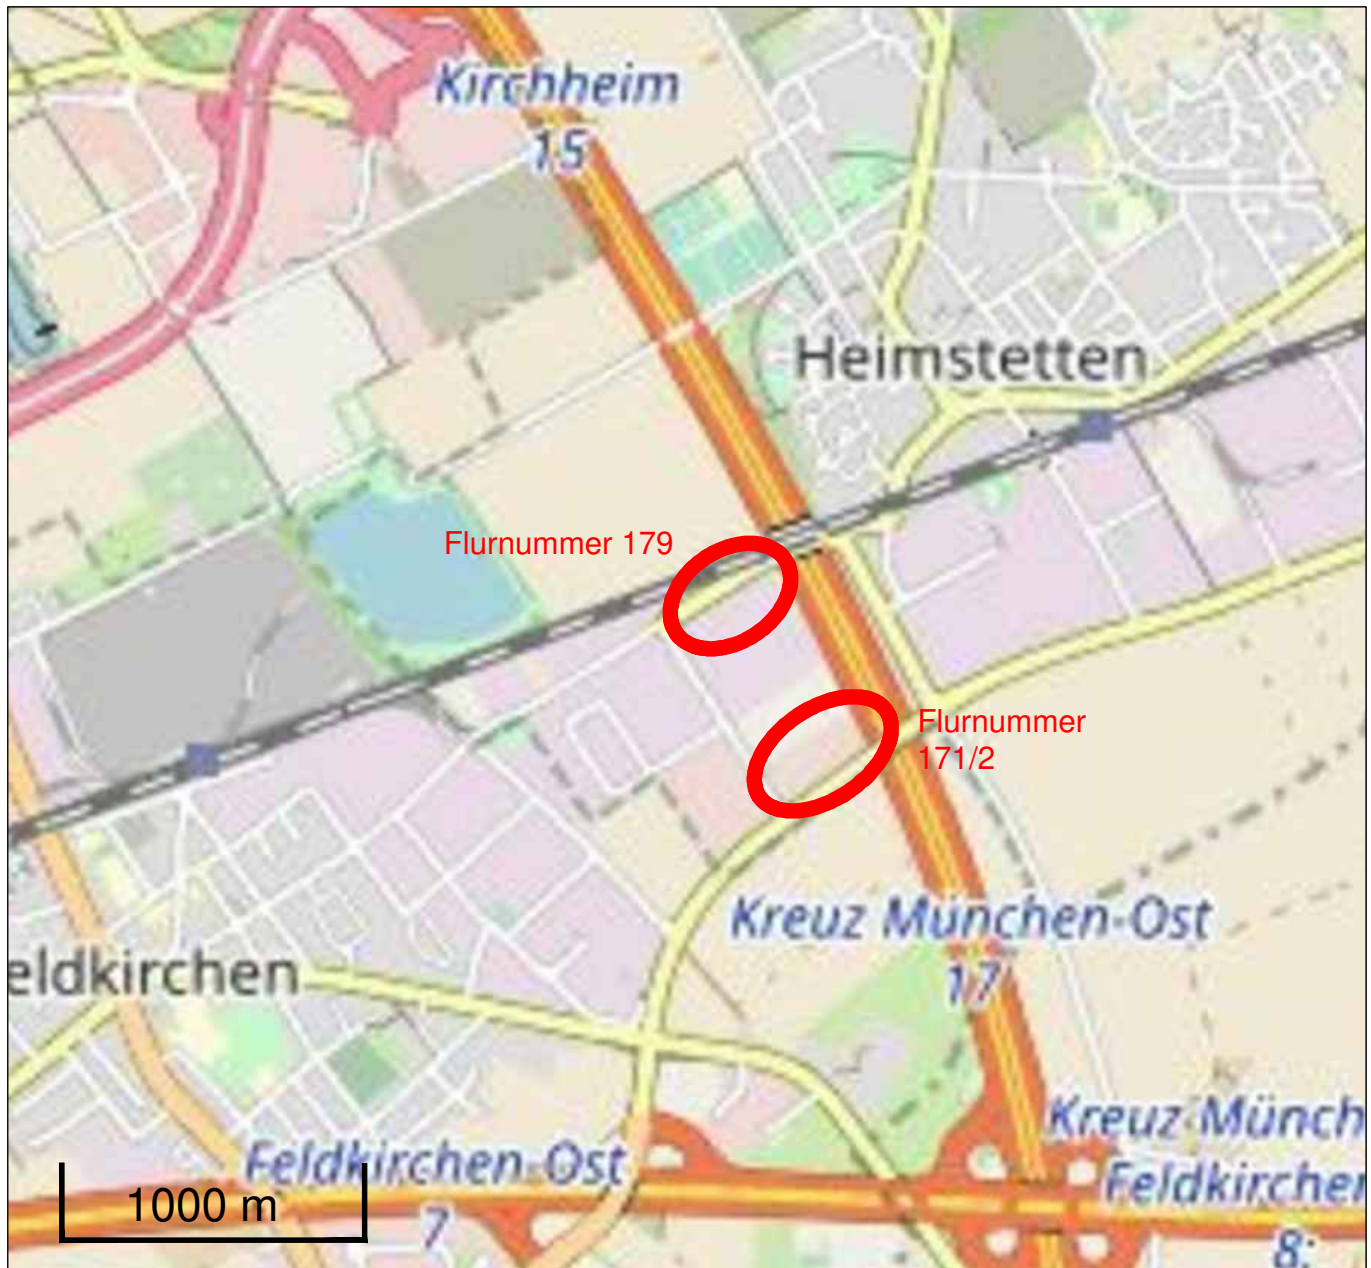 Kirchheim
15
Heimstetten
Flurnummer 179
Flurnummer
171/2
Kreuz München-Ost
17
eldkirchen
Kreuz Münch
Feldkirchen-Ost
Feldkirchen
7
1000 m
8: